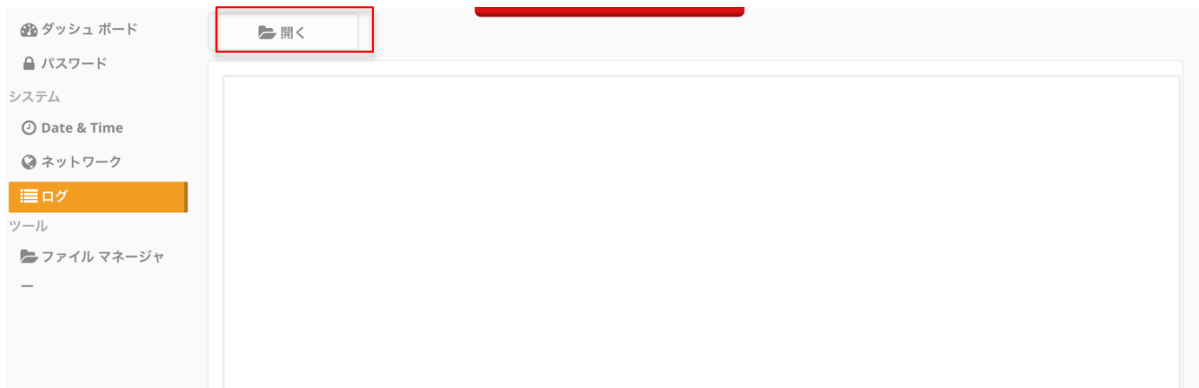 ダッシュ ボード
パスワード
システム
Date & Time
ネットワーク
ログ
ツール
ファイル マネージャ
ー
開く